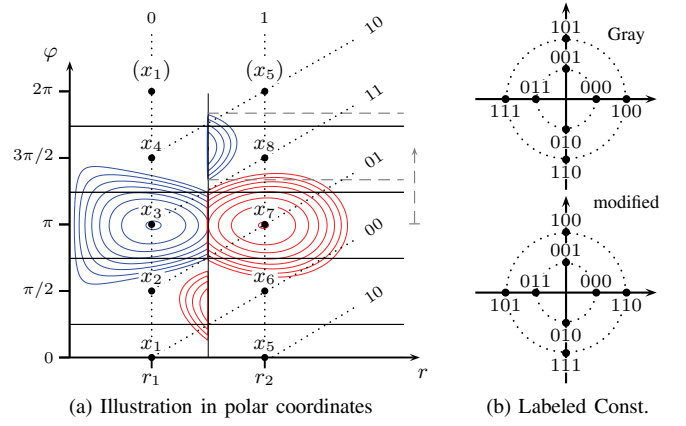 0 1 10
φ
(x₁) (x₅)
2π
11
x₄ x₈
3π/2
01
x₃ x₇
π
00
x₂ x₆
π/2
10
x₁ x₅
0
r₁ r₂ r
(a) Illustration in polar coordinates
101
Gray
001
011 000
111 100
010
110
modified
100
001
011 000
101 110
010
111
(b) Labeled Const.